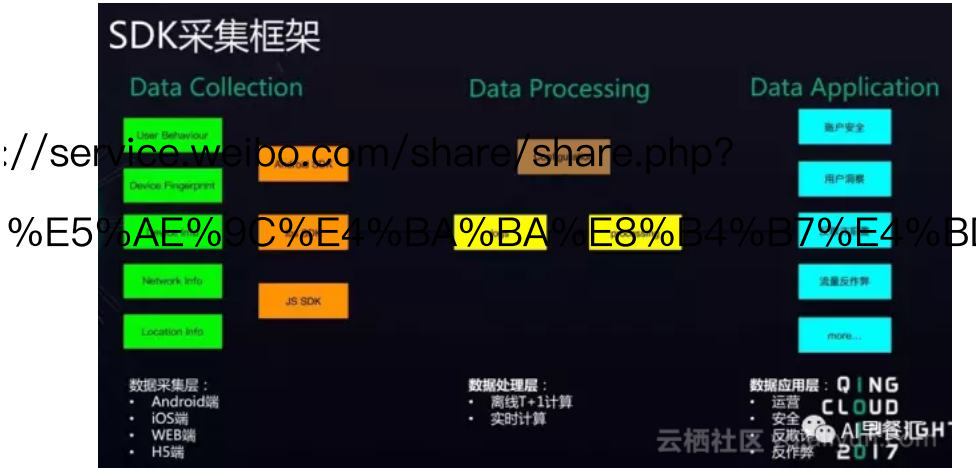 SDK采集框架
Data Collection
Data Processing
Data Application
User Behaviour
Device Fingerprint
Network Info
Location Info
JS SDK
账户安全
用户洞察
流量反作弊
more...
://service.weibo.com/share/share.php?
%E5%AE%9C%E4%BA%BA%E8%B4%B7%E4%B
数据采集层：
• Android端
• iOS端
• WEB端
• H5端
数据处理层：
• 离线T+1计算
• 实时计算
数据应用层：
• 运营
• 安全
• 反欺
• 反作弊
QING
CLOUD
2017
AI早餐汇
云栖社区